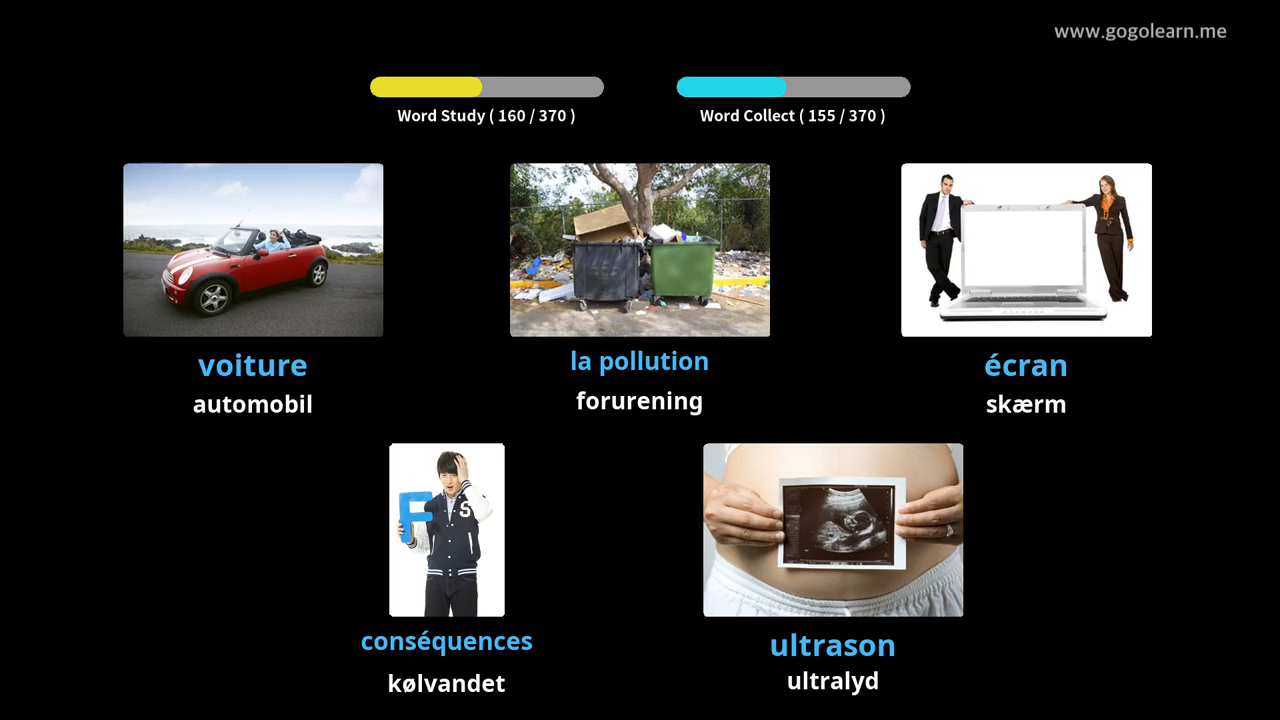 www.gogolearn.me
Word Study ( 160 / 370 )
Word Collect ( 155 / 370 )
voiture
automobil
la pollution
forurening
écran
skærm
F
S
conséquences
kølvandet
ultrason
ultralyd